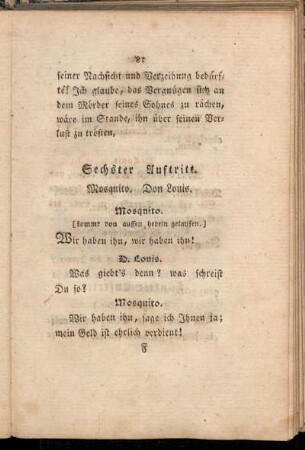 81
seiner Nachsicht und Verzeihung bedürf-
te! Ich glaube, das Vergnügen sich an
dem Mörder seines Sohnes zu rächen,
wäre im Stande, ihn über seinen Ver-
lust zu trösten.
Sechster Auftritt.
Mosquito. Don Louis.
Mosquito.
[kommt von aussen herein gelaufen.]
Wir haben ihn, wir haben ihn!
D. Louis.
Was giebt's denn? was schreist
Du so?
Mosquito.
Wir haben ihn, sage ich Ihnen ja;
mein Geld ist ehrlich verdient!
F